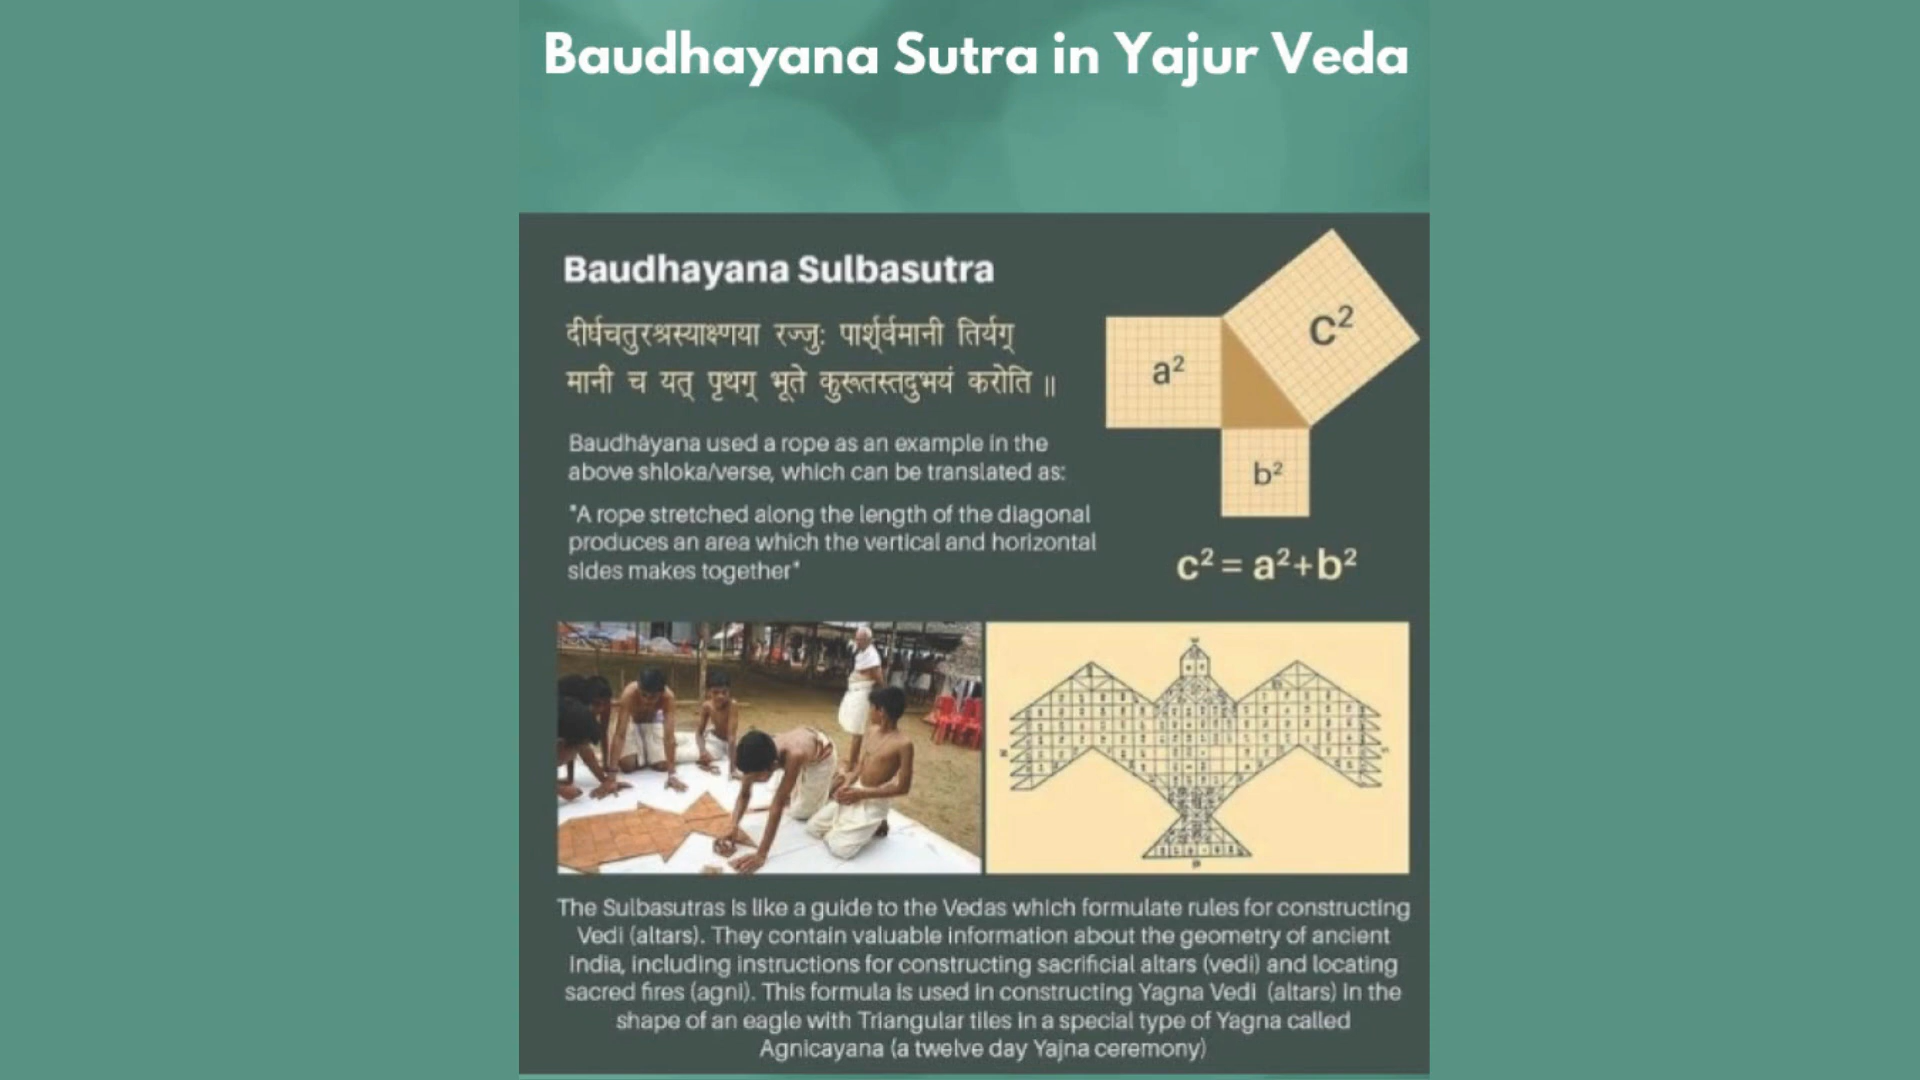 Baudhayana Sutra in Yajur Veda
Baudhayana Sulbasutra
दीर्घचतुरश्रस्याक्ष्णया रज्जुः पार्श्र्वमानी तिर्यग्
मानी च यत् पृथग् भूते कुरूतस्तदुभयं करोति ॥
Baudhâyana used a rope as an example in the
above shloka/verse, which can be translated as:
"A rope stretched along the length of the diagonal
produces an area which the vertical and horizontal
sides makes together"
a²
c²
b²
c² = a²+b²
The Sulbasutras is like a guide to the Vedas which formulate rules for constructing
Vedi (altars). They contain valuable information about the geometry of ancient
India, including instructions for constructing sacrificial altars (vedi) and locating
sacred fires (agni). This formula is used in constructing Yagna Vedi (altars) in the
shape of an eagle with Triangular tiles in a special type of Yagna called
Agnicayana (a twelve day Yajna ceremony)